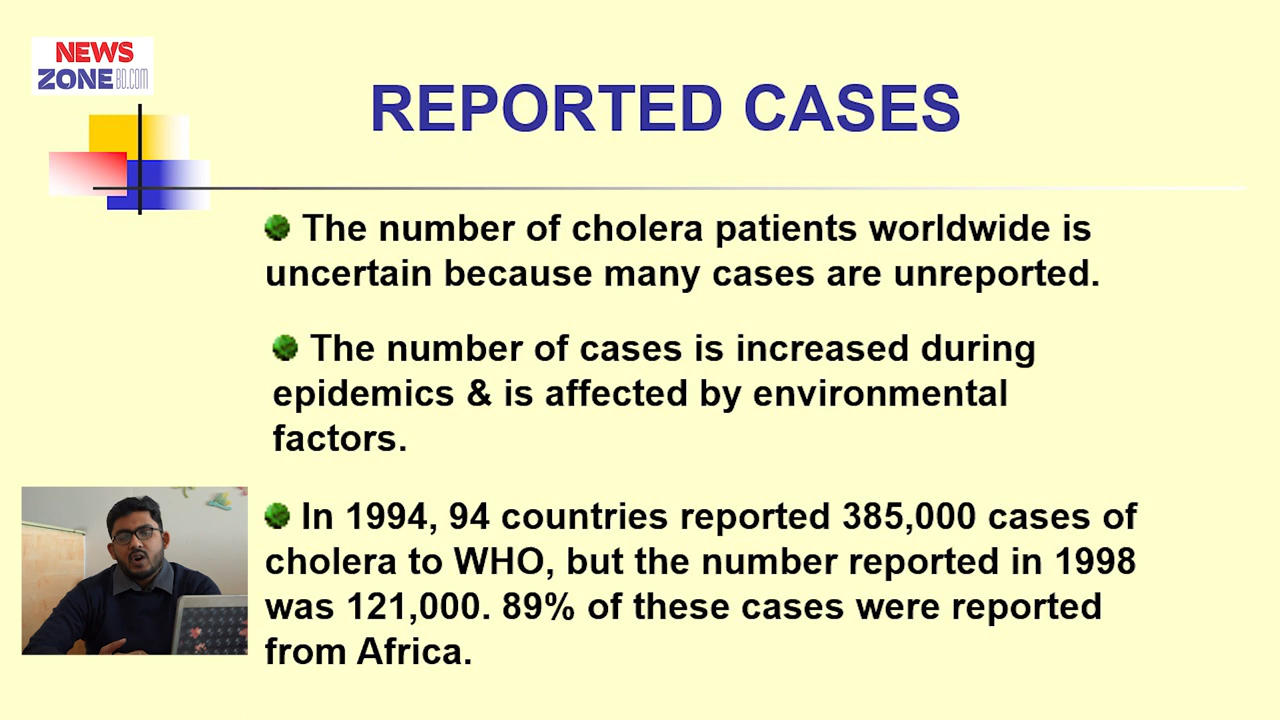 NEWS
ZONEBD.COM
REPORTED CASES
The number of cholera patients worldwide is
uncertain because many cases are unreported.
The number of cases is increased during
epidemics & is affected by environmental
factors.
In 1994, 94 countries reported 385,000 cases of
cholera to WHO, but the number reported in 1998
was 121,000. 89% of these cases were reported
from Africa.